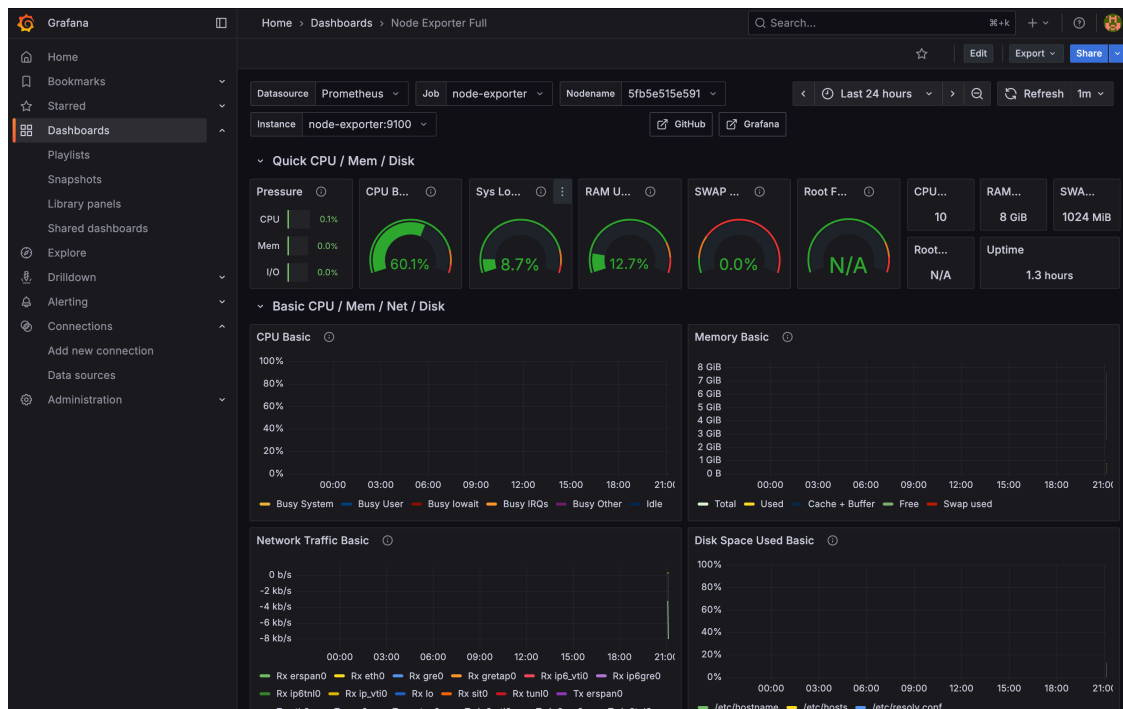 Grafana
Home › Dashboards › Node Exporter Full
Search...
⌘+k
Home
Bookmarks
Starred
Dashboards
Playlists
Snapshots
Library panels
Shared dashboards
Explore
Drilldown
Alerting
Connections
Add new connection
Data sources
Administration
Edit
Export
Share
Datasource Prometheus
Job node-exporter
Nodename 5fb5e515e591
Last 24 hours
Refresh 1m
Instance node-exporter:9100
GitHub
Grafana
Quick CPU / Mem / Disk
Pressure
CPU 0.1%
Mem 0.0%
I/O 0.0%
CPU B...
60.1%
Sys Lo...
8.7%
RAM U...
12.7%
SWAP ...
0.0%
Root F...
N/A
CPU...
10
RAM...
8 GiB
SWA...
1024 MiB
Root...
N/A
Uptime
1.3 hours
Basic CPU / Mem / Net / Disk
CPU Basic
100%
80%
60%
40%
20%
0%
00:00 03:00 06:00 09:00 12:00 15:00 18:00 21:00
Busy System Busy User Busy Iowait Busy IRQs Busy Other Idle
Memory Basic
8 GiB
7 GiB
6 GiB
5 GiB
4 GiB
3 GiB
2 GiB
1 GiB
0 B
00:00 03:00 06:00 09:00 12:00 15:00 18:00 21:00
Total Used Cache + Buffer Free Swap used
Network Traffic Basic
0 b/s
-2 kb/s
-4 kb/s
-6 kb/s
-8 kb/s
00:00 03:00 06:00 09:00 12:00 15:00 18:00 21:00
Rx erspan0 Rx eth0 Rx gre0 Rx gretap0 Rx ip6_vti0 Rx ip6gre0
Rx ip6tnl0 Rx ip_vti0 Rx lo Rx sit0 Rx tunl0 Tx erspan0
Disk Space Used Basic
100%
80%
60%
40%
20%
0%
00:00 03:00 06:00 09:00 12:00 15:00 18:00 21:00
/etc/hostname /etc/hosts /etc/resolv.conf